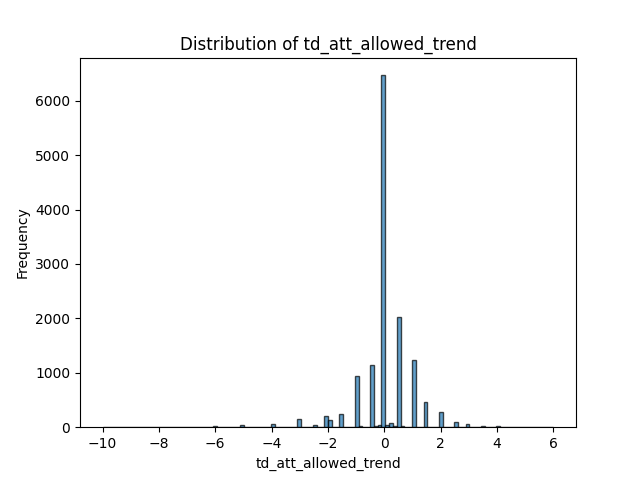 Distribution of td_att_allowed_trend
Frequency
6000
5000
4000
3000
2000
1000
0
−10 −8 −6 −4 −2 0 2 4 6
td_att_allowed_trend